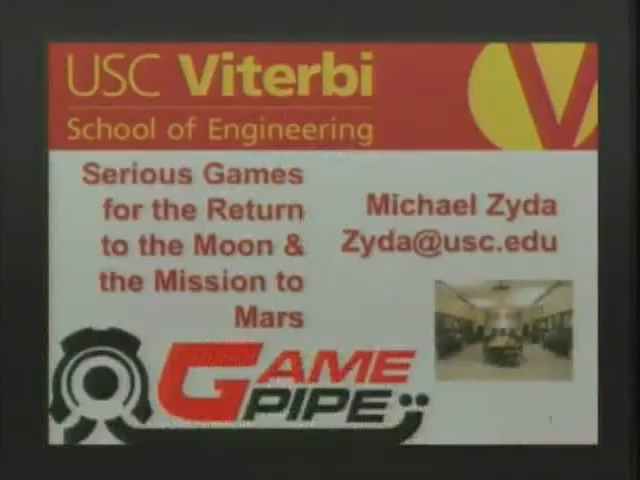 USC Viterbi
School of Engineering
Serious Games
for the Return
to the Moon &
the Mission to
Mars
Michael Zyda
Zyda@usc.edu
GAME
PIPE